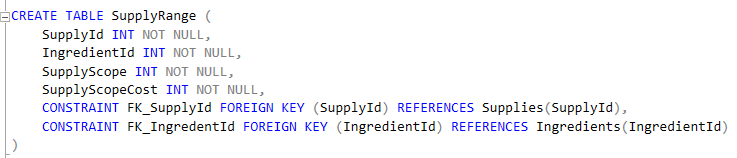 CREATE TABLE SupplyRange (
SupplyId INT NOT NULL,
IngredientId INT NOT NULL,
SupplyScope INT NOT NULL,
SupplyScopeCost INT NOT NULL,
CONSTRAINT FK_SupplyId FOREIGN KEY (SupplyId) REFERENCES Supplies(SupplyId),
CONSTRAINT FK_IngredentId FOREIGN KEY (IngredientId) REFERENCES Ingredients(IngredientId)
)